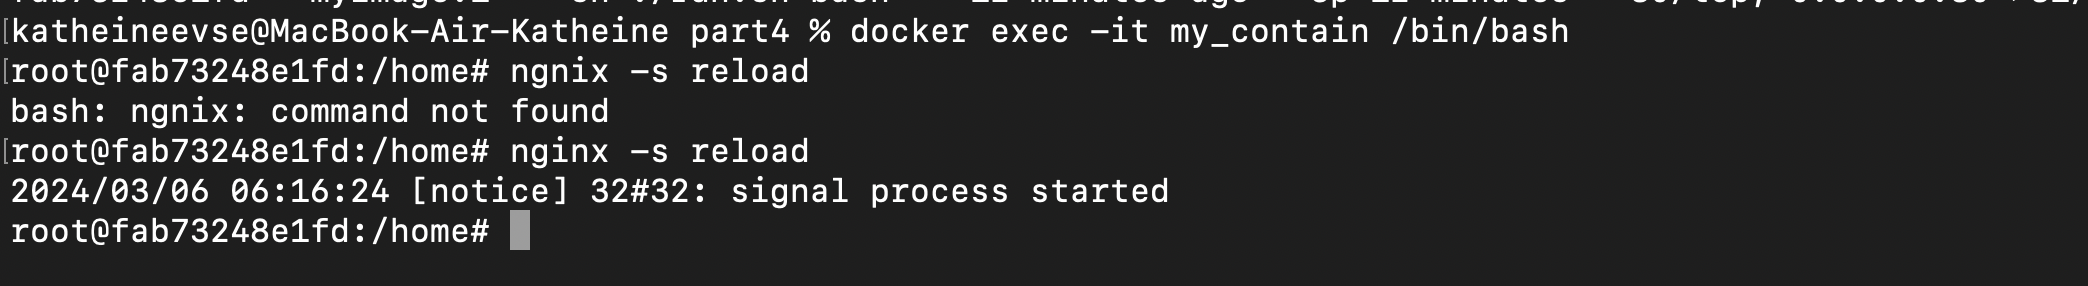 katheineevse@MacBook-Air-Katheine part4 % docker exec -it my_contain /bin/bash
[root@fab73248e1fd:/home# ngnix -s reload
bash: ngnix: command not found
[root@fab73248e1fd:/home# nginx -s reload
2024/03/06 06:16:24 [notice] 32#32: signal process started
root@fab73248e1fd:/home#